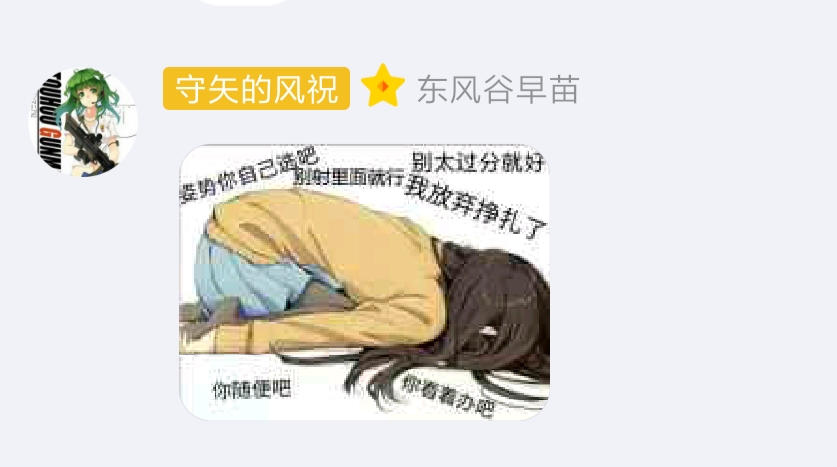 守矢的风祝
东风谷早苗
别太过分就好
姿势你自己选吧
别射里面就行
我放弃挣扎了
你随便吧
你看着办吧